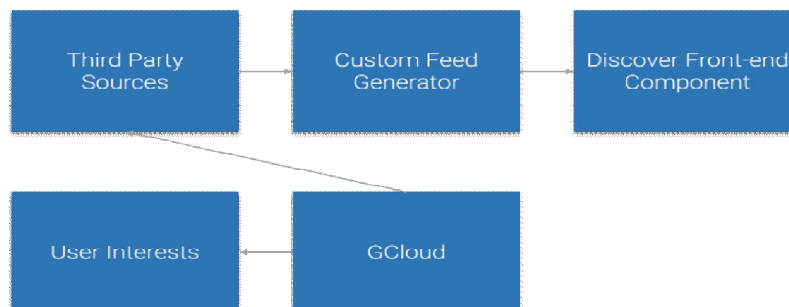 Third Party
Sources
Custom Feed
Generator
Discover Front-end
Component
User Interests
GCloud